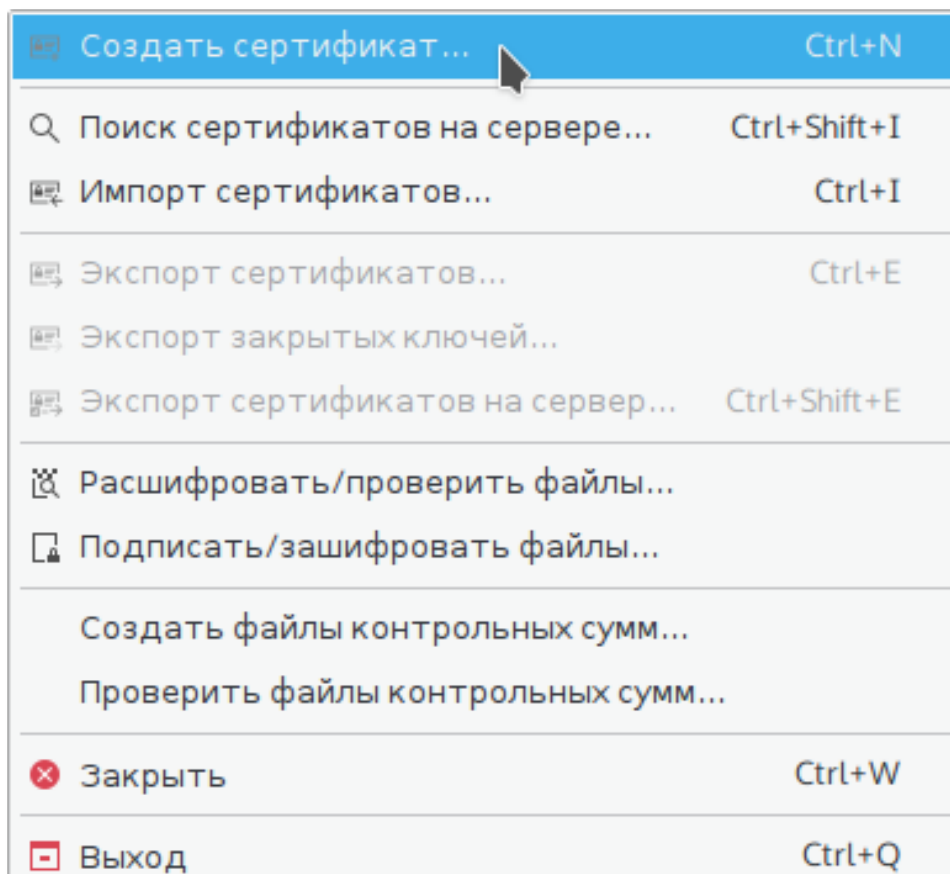 Создать сертификат... Ctrl+N
Поиск сертификатов на сервере... Ctrl+Shift+I
Импорт сертификатов... Ctrl+I
Экспорт сертификатов... Ctrl+E
Экспорт закрытых ключей...
Экспорт сертификатов на сервер... Ctrl+Shift+E
Расшифровать/проверить файлы...
Подписать/зашифровать файлы...
Создать файлы контрольных сумм...
Проверить файлы контрольных сумм...
Закрыть Ctrl+W
Выход Ctrl+Q